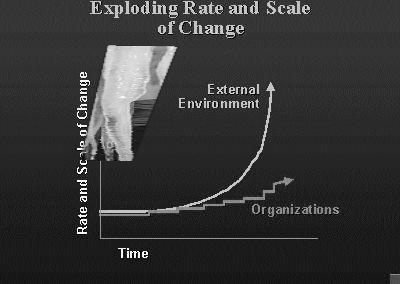 Exploding Rate and Scale
of Change
External
Environment
Rate and Scale of Change
Organizations
Time